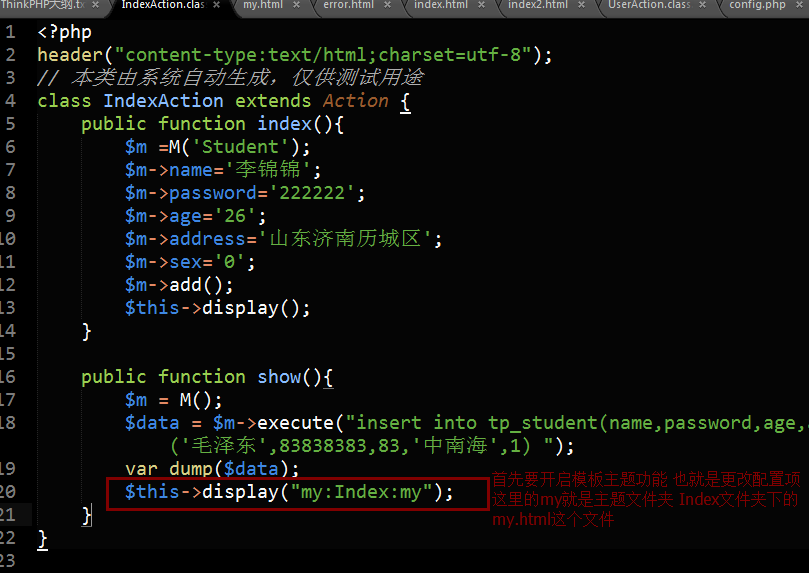 ThinkPHP大纲.tx × IndexAction.clas × my.html × error.html × index.html × index2.html × UserAction.class × config.php ×
1 <?php
2 header("content-type:text/html;charset=utf-8");
3 // 本类由系统自动生成，仅供测试用途
4 class IndexAction extends Action {
5 public function index(){
6 $m =M('Student');
7 $m->name='李锦锦';
8 $m->password='222222';
9 $m->age='26';
10 $m->address='山东济南历城区';
11 $m->sex='0';
12 $m->add();
13 $this->display();
14 }
15
16 public function show(){
17 $m = M();
18 $data = $m->execute("insert into tp_student(name,password,age,
('毛泽东',83838383,83,'中南海',1) ");
19 var dump($data);
20 $this->display("my:Index:my");
21 }
22 }
23
首先要开启模板主题功能 也就是更改配置项
这里的my就是主题文件夹 Index文件夹下的
my.html这个文件